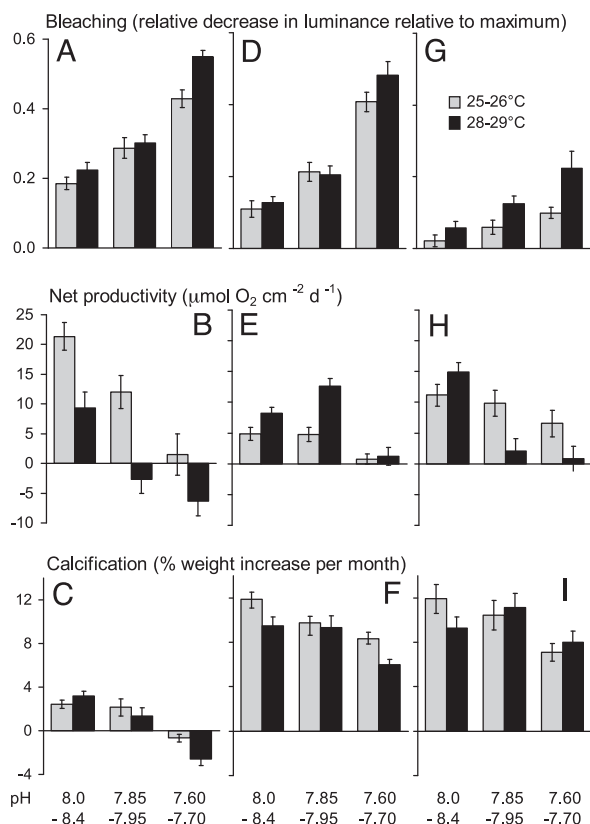 Bleaching (relative decrease in luminance relative to maximum)
A D G
0.6
0.4
0.2
0.0
25-26°C
28-29°C
Net productivity (µmol O₂ cm⁻² d⁻¹)
B E H
25
20
15
10
5
0
-5
-10
Calcification (% weight increase per month)
C F I
12
8
4
0
-4
pH 8.0 7.85 7.60 8.0 7.85 7.60 8.0 7.85 7.60
- 8.4 -7.95 -7.70 - 8.4 -7.95 -7.70 - 8.4 -7.95 -7.70